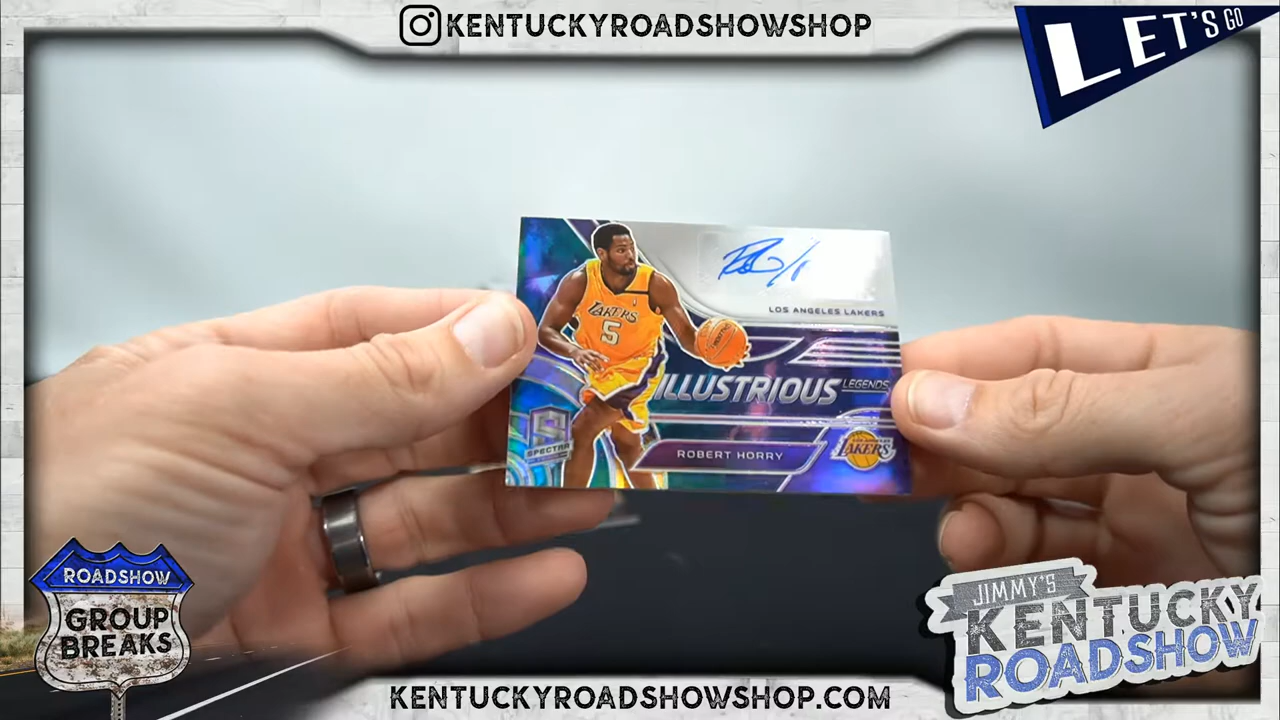 KENTUCKYROADSHOWSHOP
LET'S GO
LOS ANGELES LAKERS
LAKERS
5
ILLUSTRIOUS LEGENDS
SPECTRA
ROBERT HORRY
LAKERS
ROADSHOW
GROUP
BREAKS
JIMMY'S
KENTUCKY
ROADSHOW
KENTUCKYROADSHOWSHOP.COM